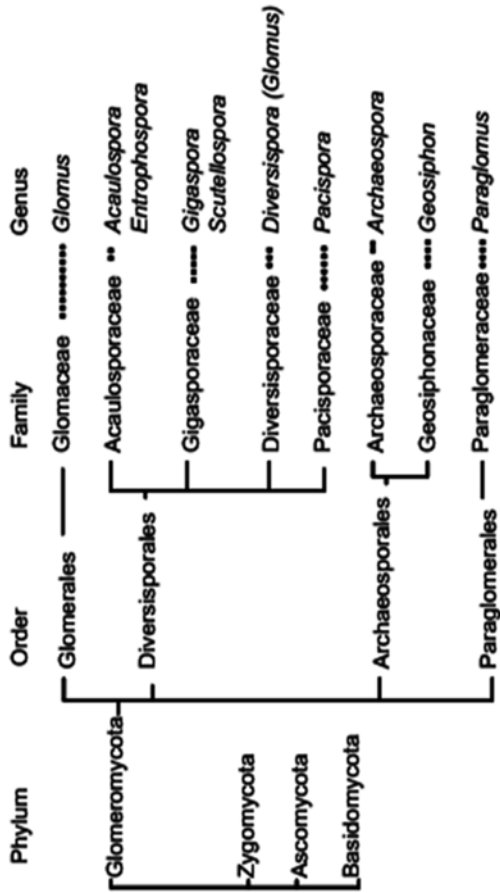 Phylum
Order
Family
Genus
Glomeromycota
Zygomycota
Ascomycota
Basidomycota
Glomerales
Diversisporales
Archaeosporales
Paraglomerales
Glomaceae
Acaulosporaceae
Gigasporaceae
Diversisporaceae
Pacisporaceae
Archaeosporaceae
Geosiphonaceae
Paraglomeraceae
Glomus
Acaulospora
Entrophospora
Gigaspora
Scutellospora
Diversispora (Glomus)
Pacispora
Archaeospora
Geosiphon
Paraglomus